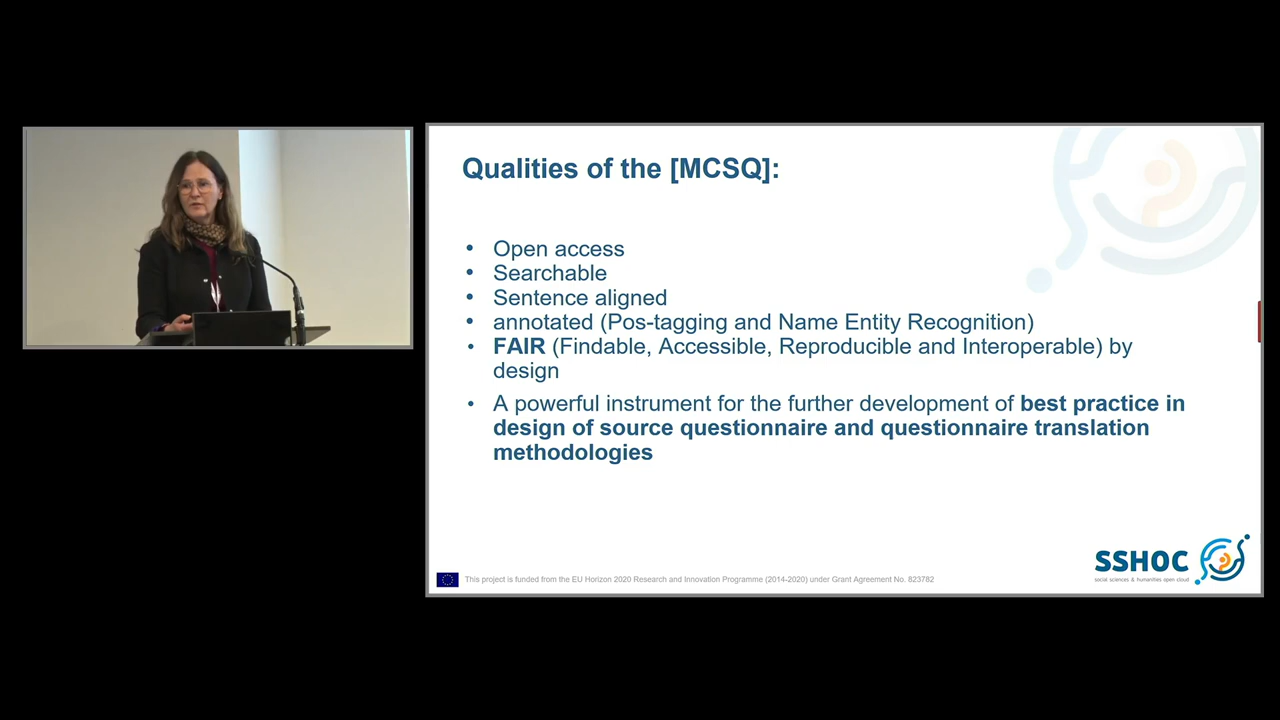 Qualities of the [MCSQ]:
• Open access
• Searchable
• Sentence aligned
• annotated (Pos-tagging and Name Entity Recognition)
• FAIR (Findable, Accessible, Reproducible and Interoperable) by
design
• A powerful instrument for the further development of best practice in
design of source questionnaire and questionnaire translation
methodologies
SSHOC
social sciences & humanities open cloud
This project is funded from the EU Horizon 2020 Research and Innovation Programme (2014-2020) under Grant Agreement No. 823782